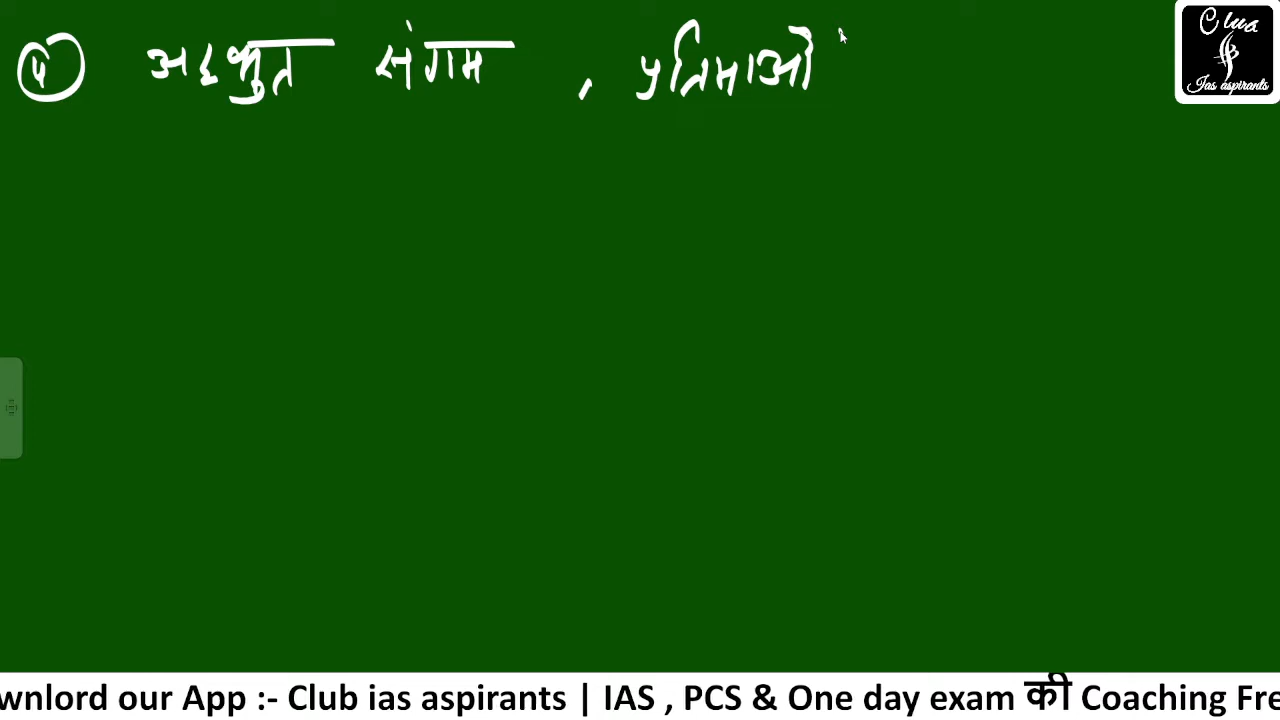 ५ अद्भुत संगम , प्रतिमाओं
Club
Ias aspirants
wnlord our App :- Club ias aspirants | IAS , PCS & One day exam की Coaching Fre